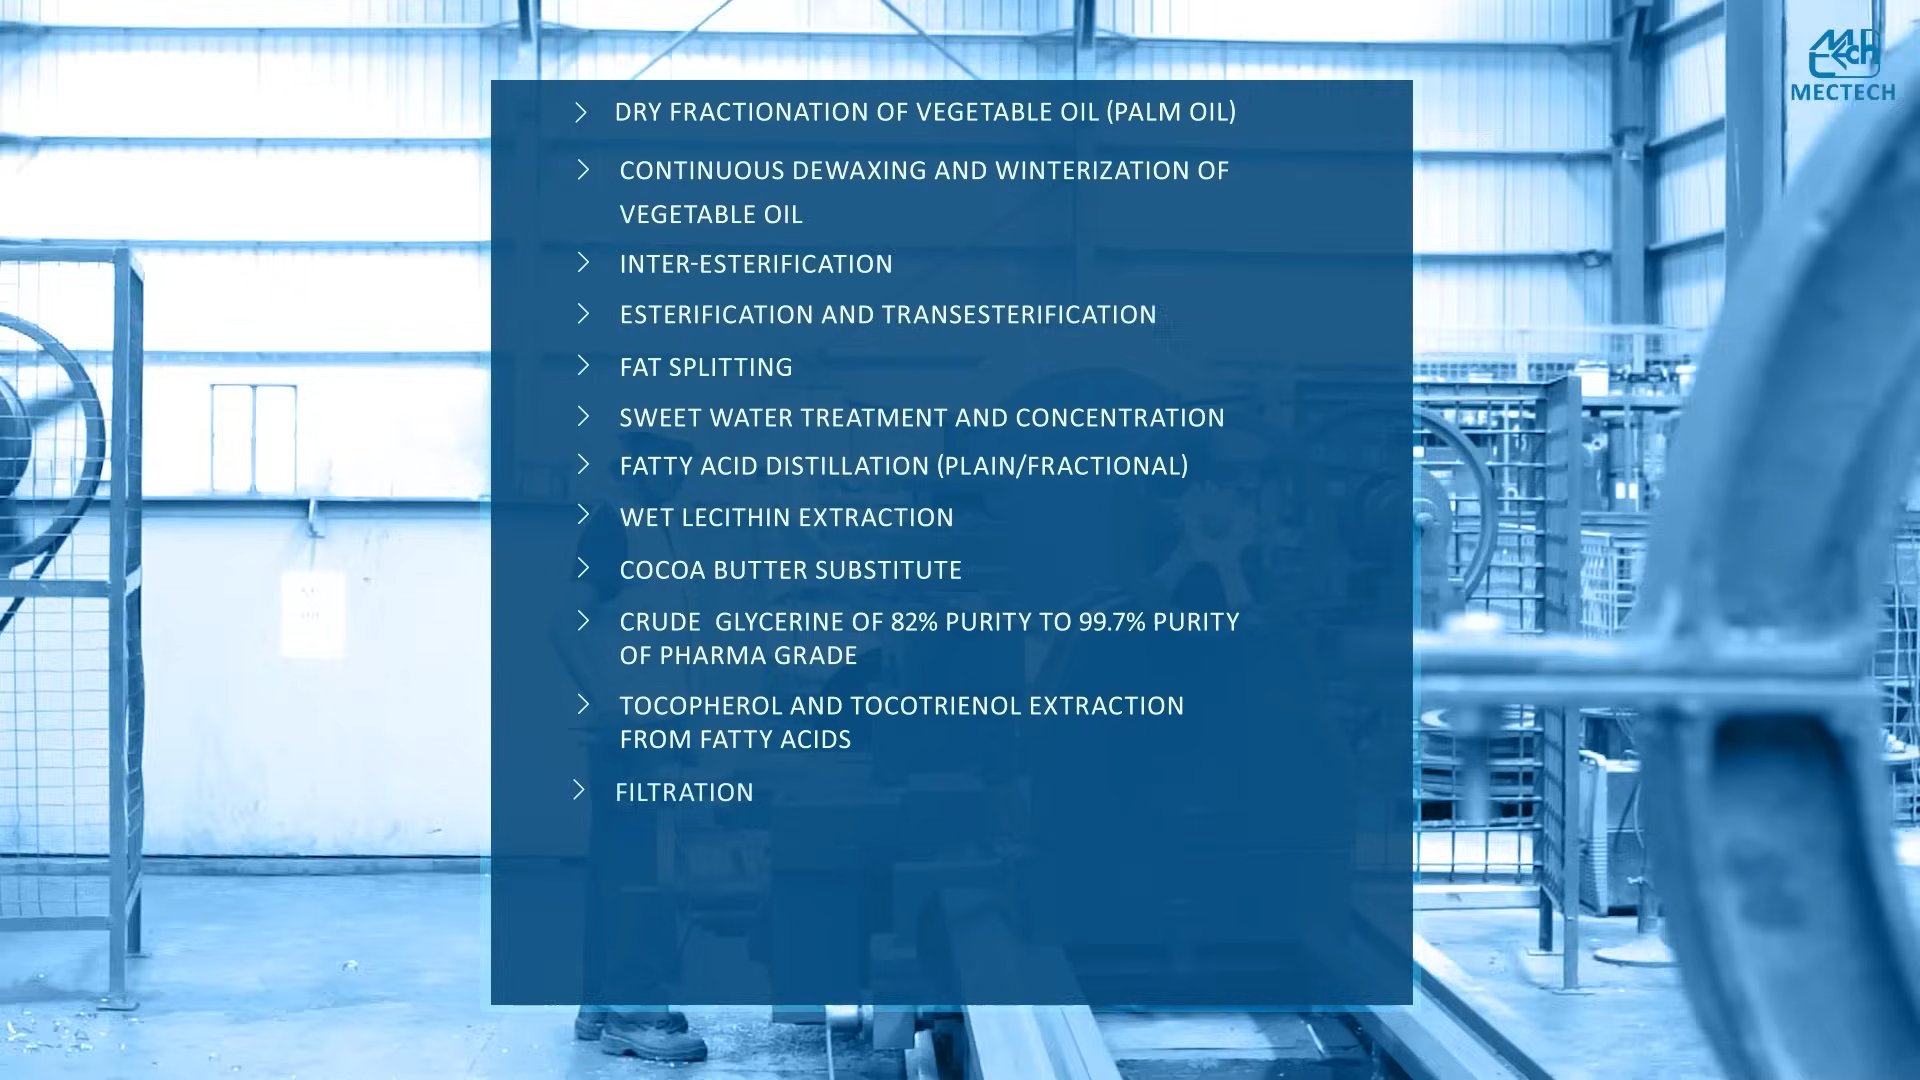 MECTECH
DRY FRACTIONATION OF VEGETABLE OIL (PALM OIL)
CONTINUOUS DEWAXING AND WINTERIZATION OF
VEGETABLE OIL
INTER-ESTERIFICATION
ESTERIFICATION AND TRANSESTERIFICATION
FAT SPLITTING
SWEET WATER TREATMENT AND CONCENTRATION
FATTY ACID DISTILLATION (PLAIN/FRACTIONAL)
WET LECITHIN EXTRACTION
COCOA BUTTER SUBSTITUTE
CRUDE  GLYCERINE OF 82% PURITY TO 99.7% PURITY
OF PHARMA GRADE
TOCOPHEROL AND TOCOTRIENOL EXTRACTION
FROM FATTY ACIDS
FILTRATION